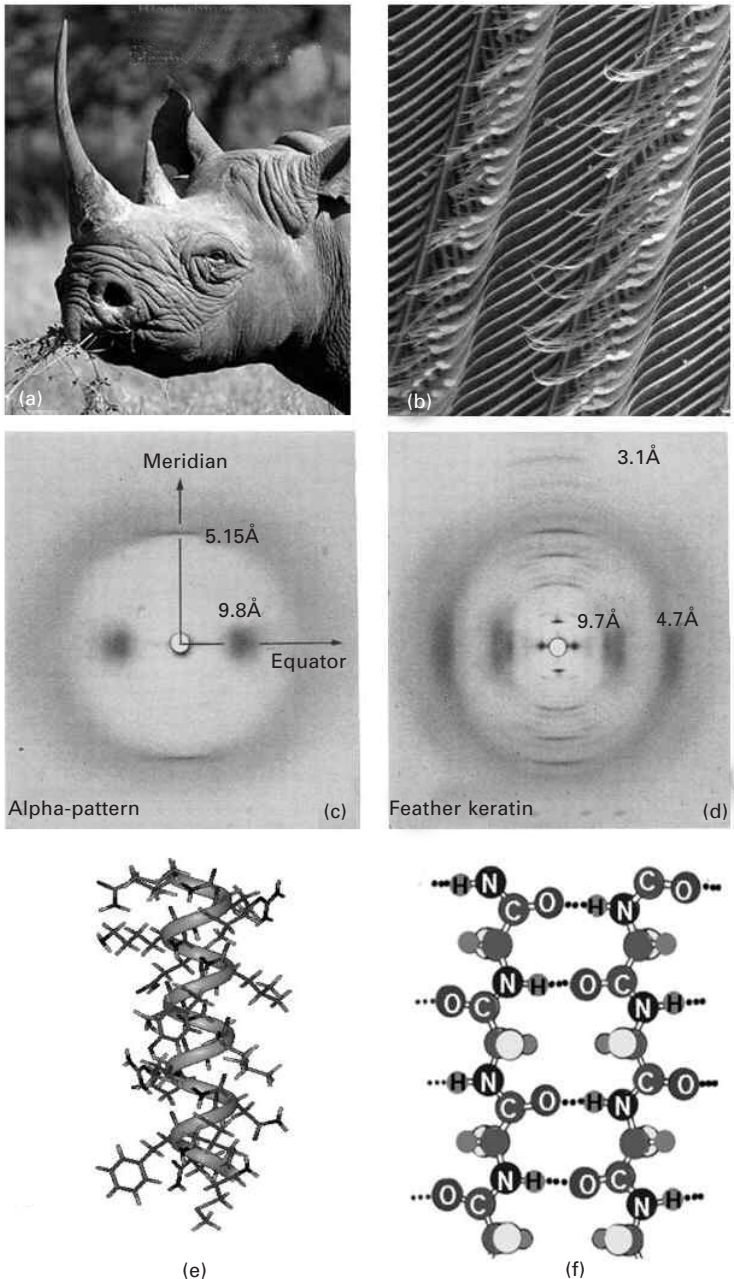 (a)
(b)
Meridian
5.15Å
9.8Å
Equator
Alpha-pattern
(c)
3.1Å
9.7Å
4.7Å
Feather keratin
(d)
(e)
H N C O
C O H N
N H O C
O C N H
H N C O
C O H N
N H O C
O C N H
(f)